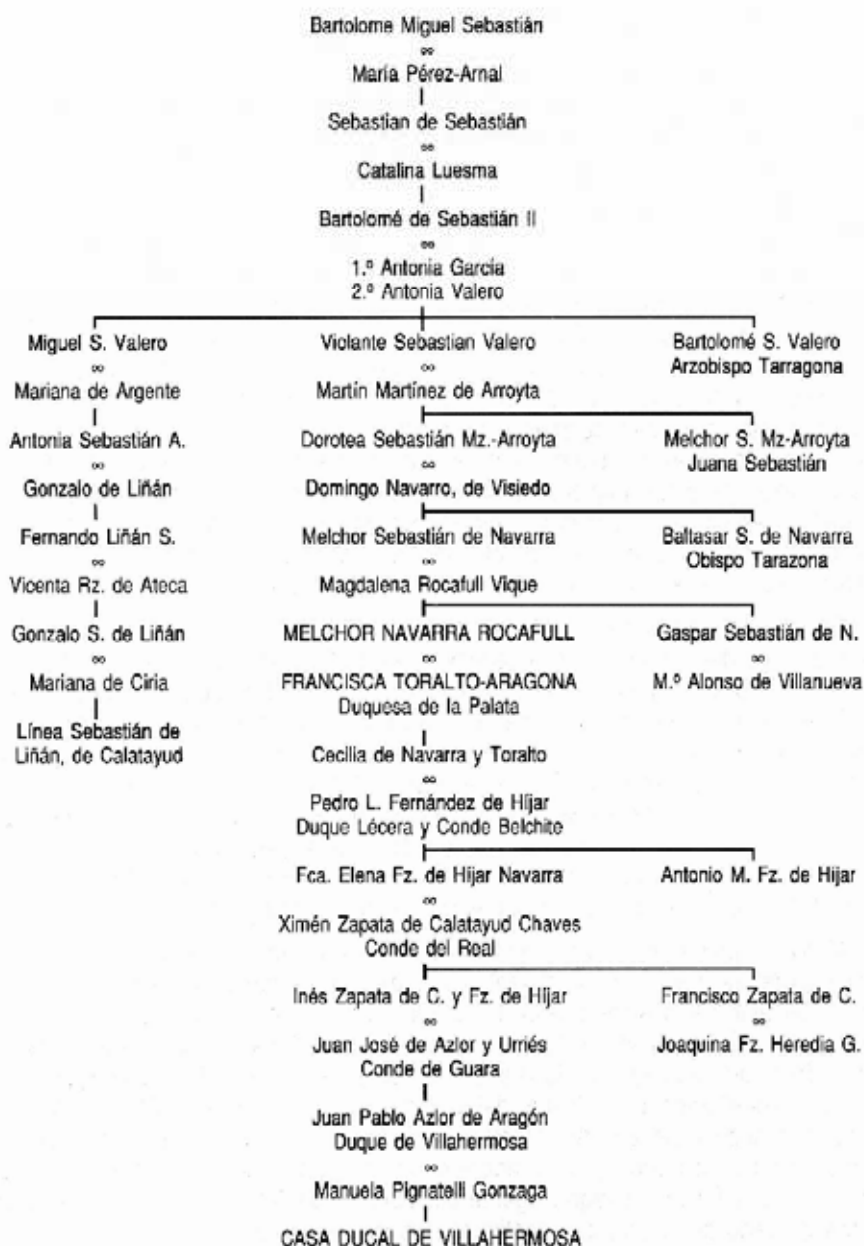 Bartolome Miguel Sebastián
∞
María Pérez-Arnal
Sebastian de Sebastián
∞
Catalina Luesma
Bartolomé de Sebastián II
∞
1.º Antonia García
2.º Antonia Valero
Miguel S. Valero
Violante Sebastian Valero
Bartolomé S. Valero
Arzobispo Tarragona
∞
∞
Mariana de Argente
Martín Martínez de Arroyta
Antonia Sebastián A.
Dorotea Sebastián Mz.-Arroyta
Melchor S. Mz-Arroyta
Juana Sebastián
∞
∞
Gonzalo de Liñán
Domingo Navarro, de Visiedo
Fernando Liñán S.
Melchor Sebastián de Navarra
Baltasar S. de Navarra
Obispo Tarazona
∞
∞
Vicenta Rz. de Ateca
Magdalena Rocafull Vique
Gonzalo S. de Liñán
MELCHOR NAVARRA ROCAFULL
Gaspar Sebastián de N.
∞
∞
∞
Mariana de Ciria
FRANCISCA TORALTO-ARAGONA
Duquesa de la Palata
M.º Alonso de Villanueva
Línea Sebastián de
Liñán, de Calatayud
Cecilia de Navarra y Toralto
∞
Pedro L. Fernández de Híjar
Duque Lécera y Conde Belchite
Fca. Elena Fz. de Hijar Navarra
Antonio M. Fz. de Hijar
∞
Ximén Zapata de Calatayud Chaves
Conde del Real
Inés Zapata de C. y Fz. de Híjar
Francisco Zapata de C.
∞
∞
Juan José de Azlor y Urriés
Conde de Guara
Joaquina Fz. Heredia G.
Juan Pablo Azlor de Aragón
Duque de Villahermosa
∞
Manuela Pignatelli Gonzaga
CASA DUCAL DE VILLAHERMOSA